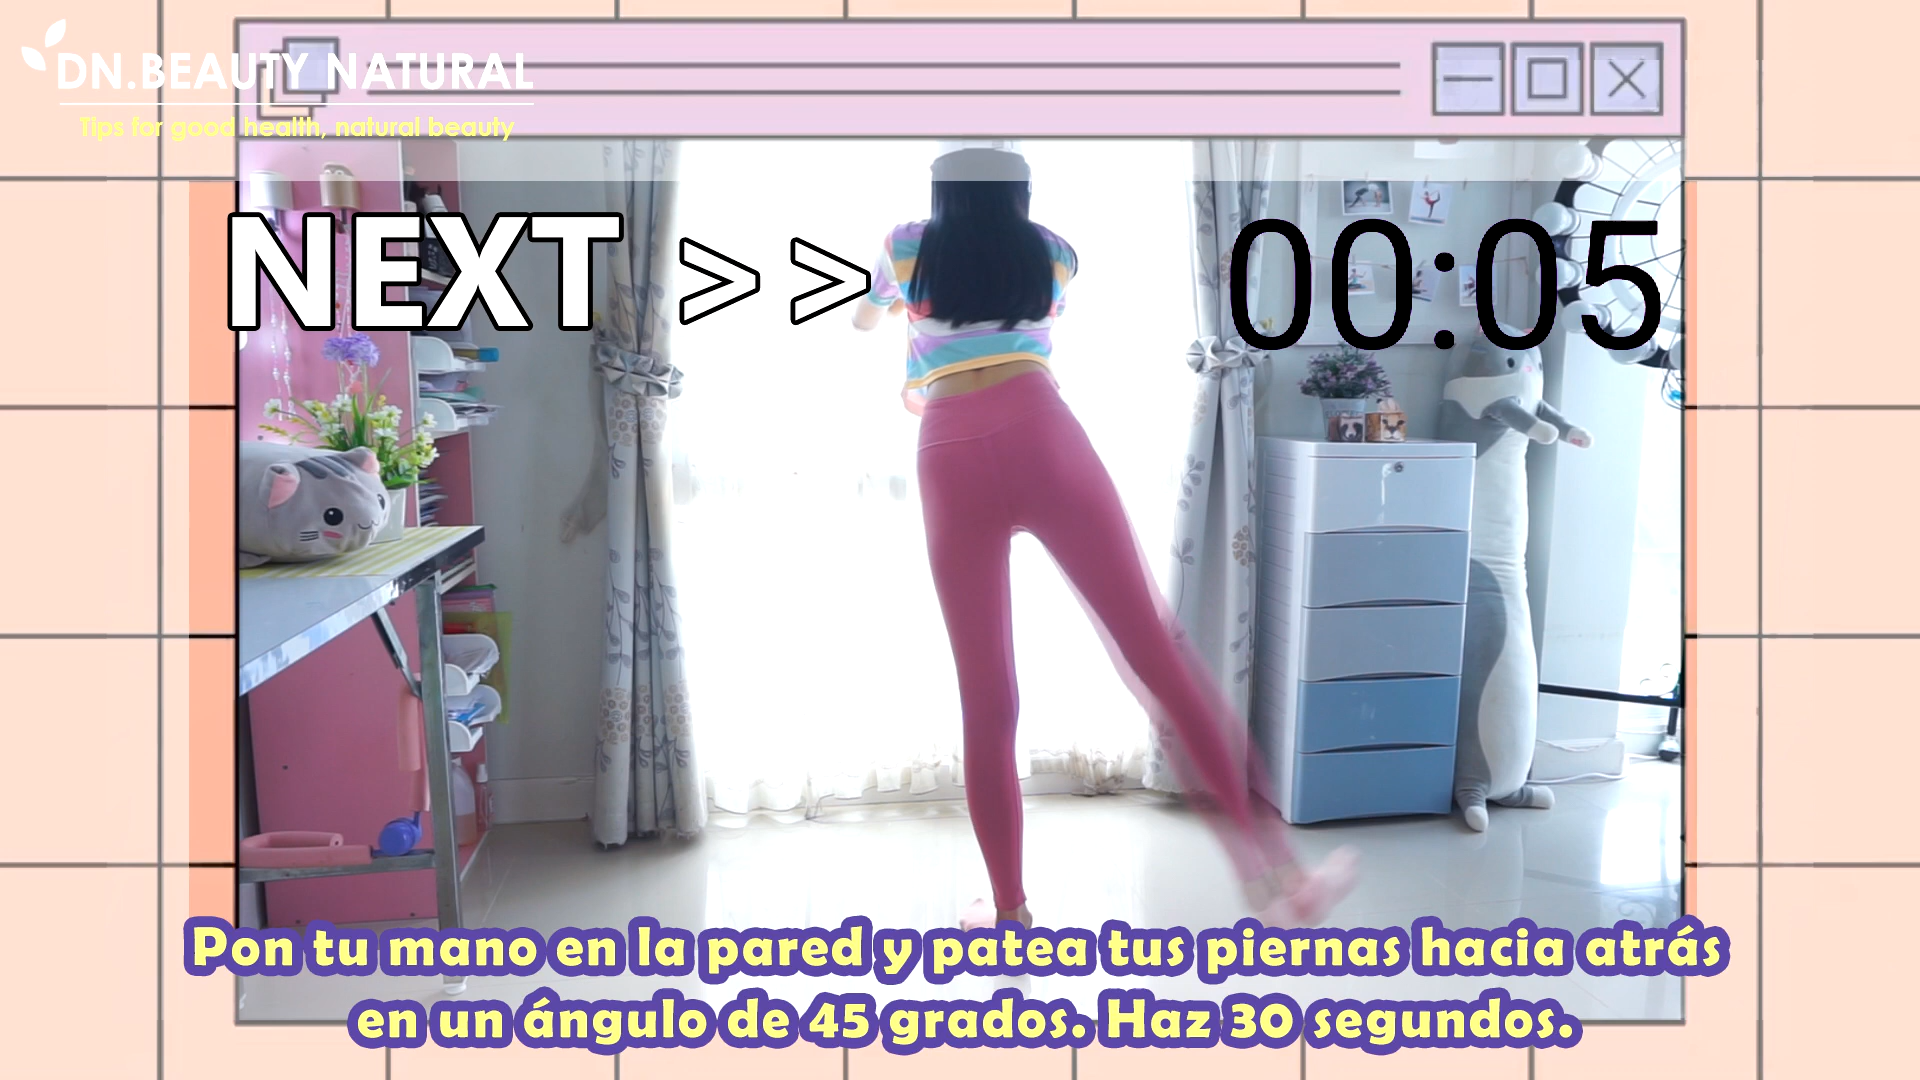 DN.BEAUTY NATURAL
Tips for good health, natural beauty
NEXT >>
00:05
Pon tu mano en la pared y patea tus piernas hacia atrás
en un ángulo de 45 grados. Haz 30 segundos.